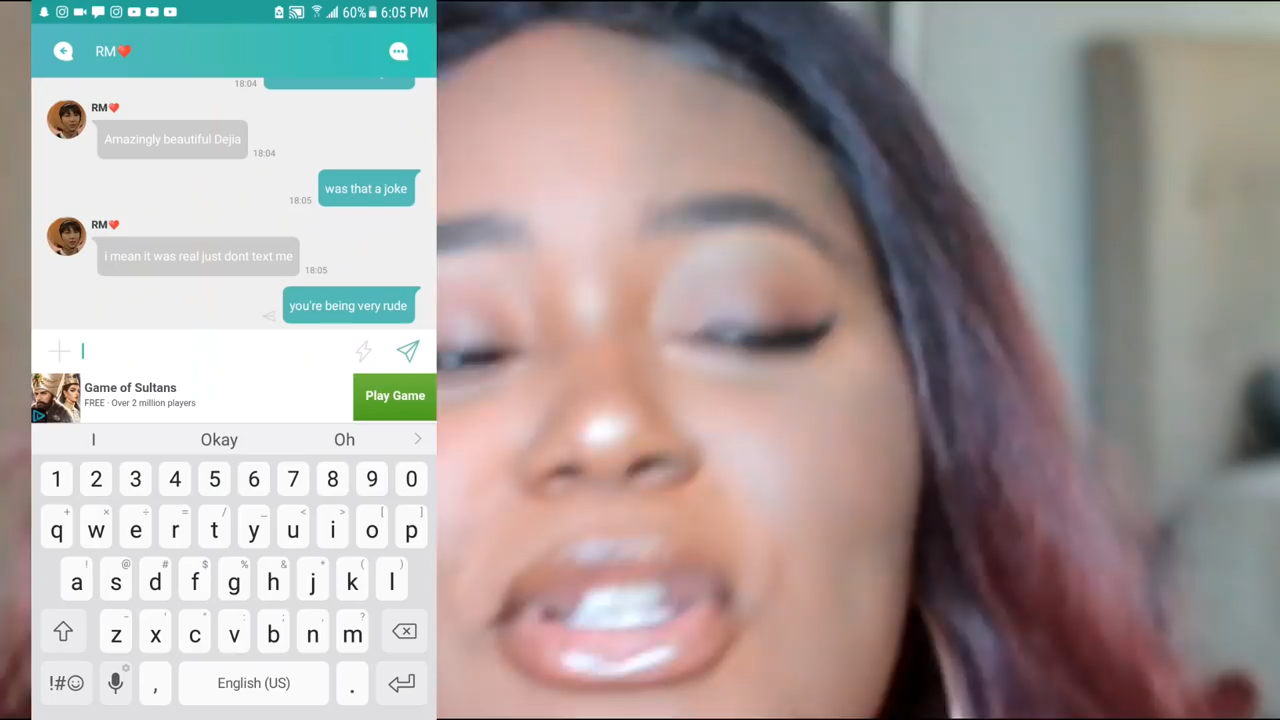 60% 6:05 PM
RM❤️
18:04
RM❤️
Amazingly beautiful Dejia
18:04
was that a joke
18:05
RM❤️
i mean it was real just dont text me
18:05
you're being very rude
Game of Sultans
FREE · Over 2 million players
Play Game
I Okay Oh
1 2 3 4 5 6 7 8 9 0
+ × ÷ = / _ < > [ ]
q w e r t y u i o p
! @ # $ % & * ( )
a s d f g h j k l
- ' " : ; , ?
z x c v b n m
!#☺ , English (US) .